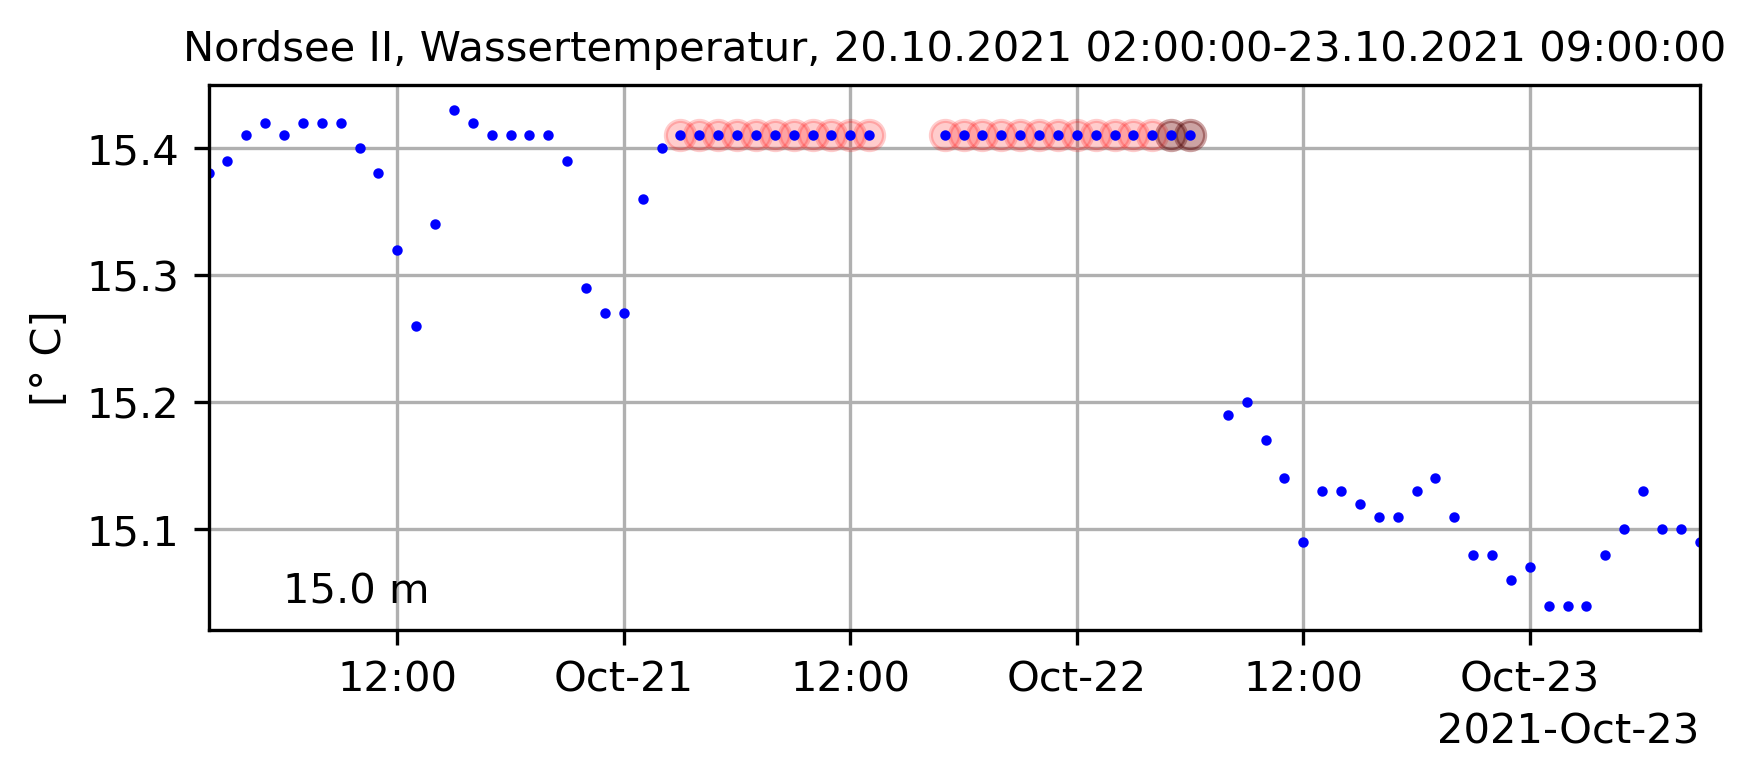 Nordsee II, Wassertemperatur, 20.10.2021 02:00:00-23.10.2021 09:00:00
[° C]
15.4
15.3
15.2
15.1
15.0 m
12:00 Oct-21 12:00 Oct-22 12:00 Oct-23
2021-Oct-23